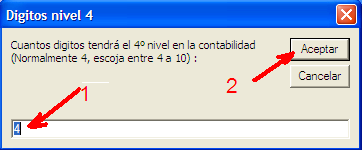 Digitos nivel 4
Cuantos digitos tendrá el 4º nivel en la contabilidad
(Normalmente 4, escoja entre 4 a 10) :
Aceptar
Cancelar
1
2
4